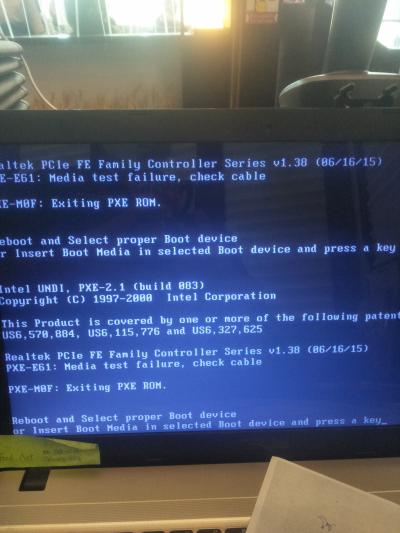 altek PCIe FE Family Controller Series v1.38 (06/16/15)
E-E61: Media test failure, check cable
XE-M0F: Exiting PXE ROM.
eboot and Select proper Boot device
r Insert Boot Media in selected Boot device and press a key
Intel UNDI, PXE-2.1 (build 083)
Copyright (C) 1997-2000 Intel Corporation
This Product is covered by one or more of the following patent
US6,570,884, US6,115,776 and US6,327,625
Realtek PCIe FE Family Controller Series v1.38 (06/16/15)
PXE-E61: Media test failure, check cable
PXE-M0F: Exiting PXE ROM.
Reboot and Select proper Boot device
or Insert Boot Media in selected Boot device and press a key_